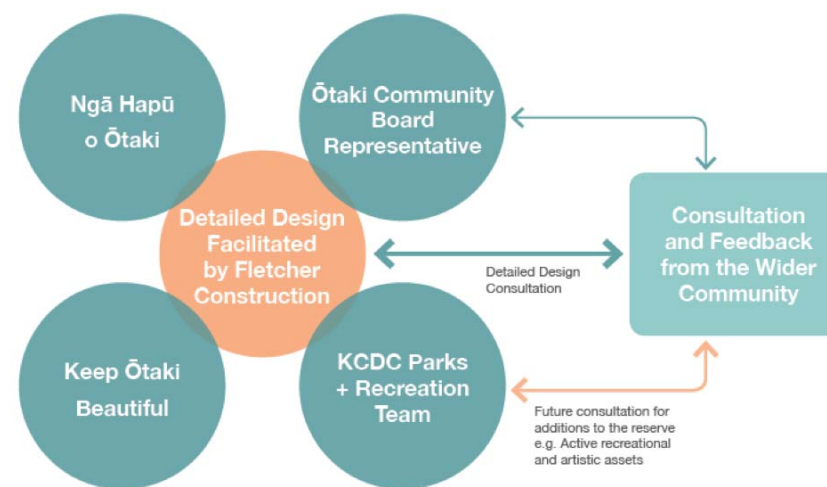 Ngā Hapū
o Ōtaki
Ōtaki Community
Board
Representative
Detailed Design
Facilitated
by Fletcher
Construction
Keep Ōtaki
Beautiful
KCDC Parks
+ Recreation
Team
Detailed Design
Consultation
Consultation
and Feedback
from the Wider
Community
Future consultation for
additions to the reserve
e.g. Active recreational
and artistic assets